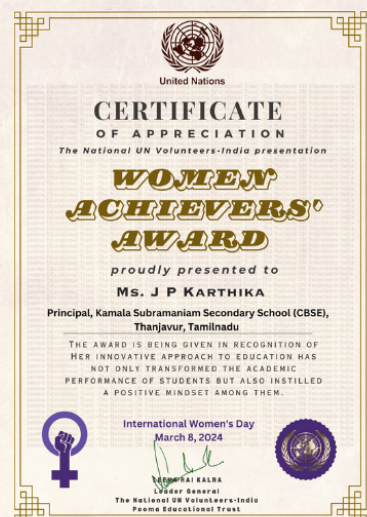 United Nations
CERTIFICATE
OF APPRECIATION
The National UN Volunteers-India presentation
WOMEN
ACHIEVERS'
AWARD
proudly presented to
MS. J P KARTHIKA
Principal, Kamala Subramaniam Secondary School (CBSE),
Thanjavur, Tamilnadu
THE AWARD IS BEING GIVEN IN RECOGNITION OF
HER INNOVATIVE APPROACH TO EDUCATION HAS
NOT ONLY TRANSFORMED THE ACADEMIC
PERFORMANCE OF STUDENTS BUT ALSO INSTILLED
A POSITIVE MINDSET AMONG THEM.
International Women's Day
March 8, 2024
RAI KALRA
Leader General
The National UN Volunteers-India
Pooma Educational Trust